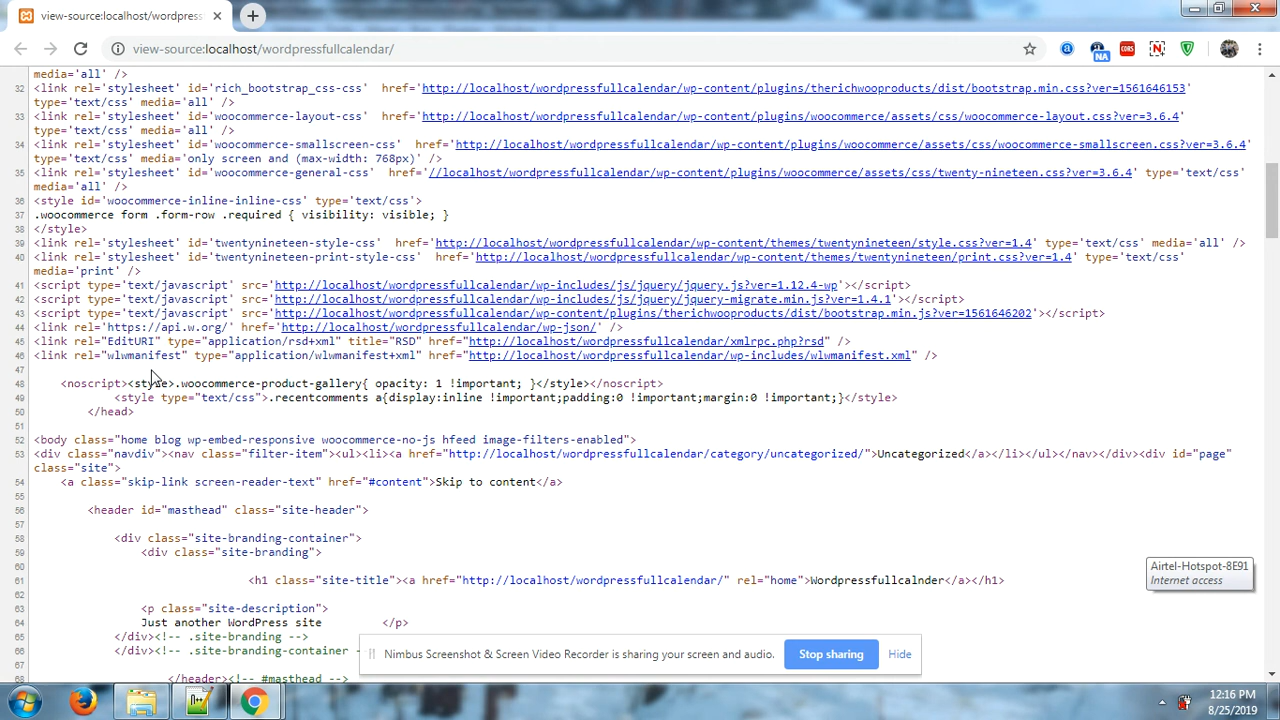 view-source:localhost/wordpress
view-source:localhost/wordpressfullcalendar/
media='all' />
32 <link rel='stylesheet' id='rich_bootstrap_css-css'  href='http://localhost/wordpressfullcalendar/wp-content/plugins/therichwooproducts/dist/bootstrap.min.css?ver=1561646153'
type='text/css' media='all' />
33 <link rel='stylesheet' id='woocommerce-layout-css'  href='http://localhost/wordpressfullcalendar/wp-content/plugins/woocommerce/assets/css/woocommerce-layout.css?ver=3.6.4'
type='text/css' media='all' />
34 <link rel='stylesheet' id='woocommerce-smallscreen-css'  href='http://localhost/wordpressfullcalendar/wp-content/plugins/woocommerce/assets/css/woocommerce-smallscreen.css?ver=3.6.4'
type='text/css' media='only screen and (max-width: 768px)' />
35 <link rel='stylesheet' id='woocommerce-general-css'  href='//localhost/wordpressfullcalendar/wp-content/plugins/woocommerce/assets/css/twenty-nineteen.css?ver=3.6.4' type='text/css'
media='all' />
36 <style id='woocommerce-inline-inline-css' type='text/css'>
37 .woocommerce form .form-row .required { visibility: visible; }
38 </style>
39 <link rel='stylesheet' id='twentynineteen-style-css'  href='http://localhost/wordpressfullcalendar/wp-content/themes/twentynineteen/style.css?ver=1.4' type='text/css' media='all' />
40 <link rel='stylesheet' id='twentynineteen-print-style-css'  href='http://localhost/wordpressfullcalendar/wp-content/themes/twentynineteen/print.css?ver=1.4' type='text/css'
media='print' />
41 <script type='text/javascript' src='http://localhost/wordpressfullcalendar/wp-includes/js/jquery/jquery.js?ver=1.12.4-wp'></script>
42 <script type='text/javascript' src='http://localhost/wordpressfullcalendar/wp-includes/js/jquery/jquery-migrate.min.js?ver=1.4.1'></script>
43 <script type='text/javascript' src='http://localhost/wordpressfullcalendar/wp-content/plugins/therichwooproducts/dist/bootstrap.min.js?ver=1561646202'></script>
44 <link rel='https://api.w.org/' href='http://localhost/wordpressfullcalendar/wp-json/' />
45 <link rel="EditURI" type="application/rsd+xml" title="RSD" href="http://localhost/wordpressfullcalendar/xmlrpc.php?rsd" />
46 <link rel="wlwmanifest" type="application/wlwmanifest+xml" href="http://localhost/wordpressfullcalendar/wp-includes/wlwmanifest.xml" />
47
48 <noscript><style>.woocommerce-product-gallery{ opacity: 1 !important; }</style></noscript>
49 <style type="text/css">.recentcomments a{display:inline !important;padding:0 !important;margin:0 !important;}</style>
50 </head>
51
52 <body class="home blog wp-embed-responsive woocommerce-no-js hfeed image-filters-enabled">
53 <div class="navdiv"><nav class="filter-item"><ul><li><a href="http://localhost/wordpressfullcalendar/category/uncategorized/">Uncategorized</a></li></ul></nav></div><div id="page"
class="site">
54 <a class="skip-link screen-reader-text" href="#content">Skip to content</a>
55
56 <header id="masthead" class="site-header">
57
58 <div class="site-branding-container">
59 <div class="site-branding">
60
61 <h1 class="site-title"><a href="http://localhost/wordpressfullcalendar/" rel="home">Wordpressfullcalnder</a></h1>
62
63 <p class="site-description">
64 Just another WordPress site </p>
65 </div><!-- .site-branding -->
66 </div><!-- .site-branding-container -
67
68 </header><!-- #masthead -->
Airtel-Hotspot-8E91
Internet access
Nimbus Screenshot & Screen Video Recorder is sharing your screen and audio.
Stop sharing
Hide
NA
CORS
N
12:16 PM
8/25/2019